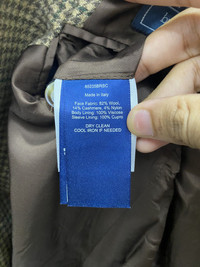 Made in Italy
Face Fabric: 82% Wool,
14% Cashmere, 4% Nylon
Body Lining: 100% Viscose
Sleeve Lining: 100% Cupro
DRY CLEAN
COOL IRON IF NEEDED